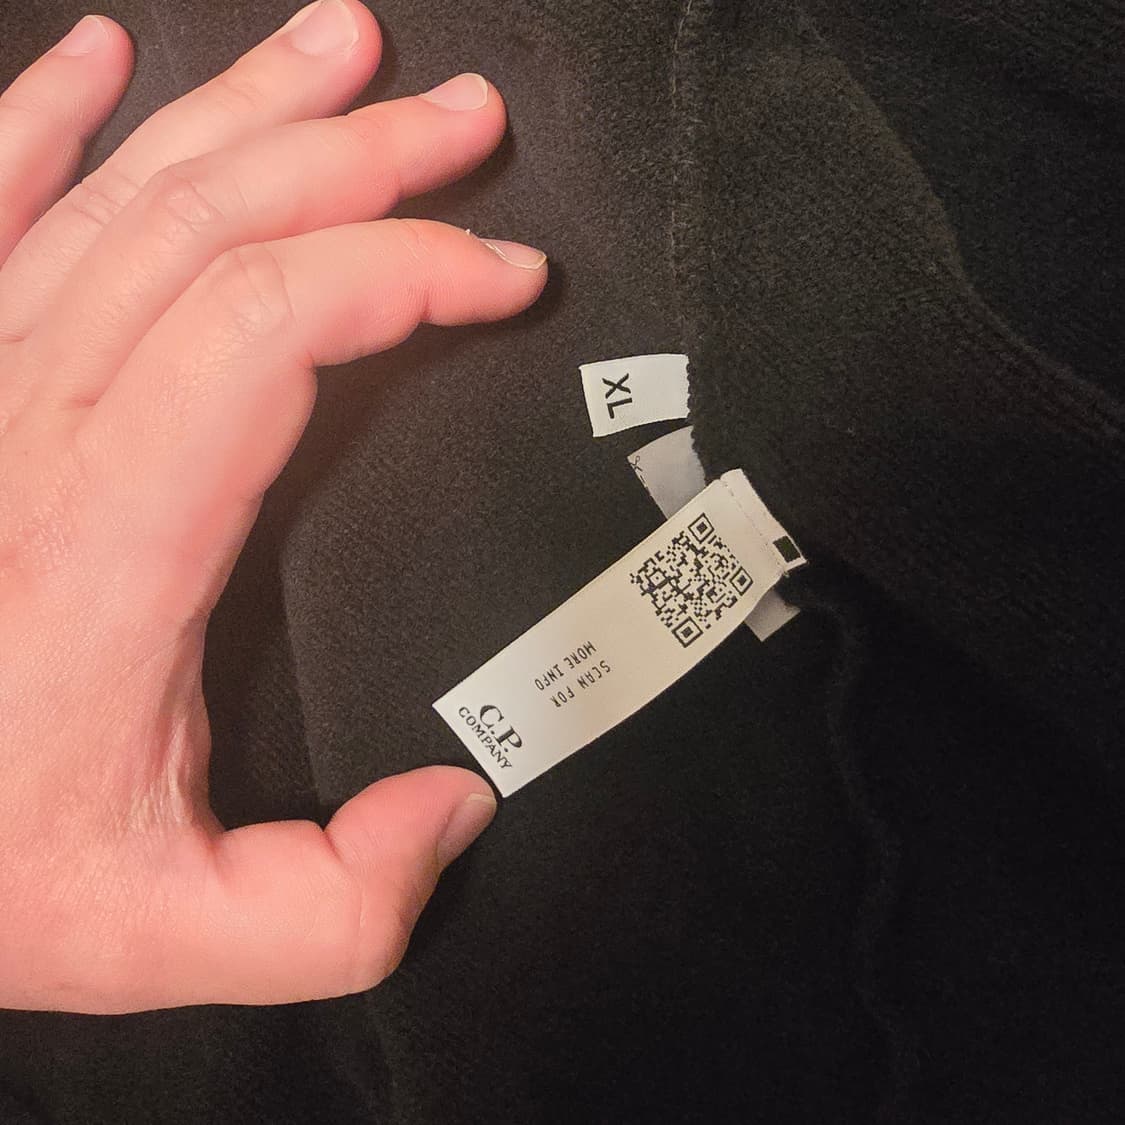 XL
SCAN FOR
MORE INFO
C.P.
COMPANY